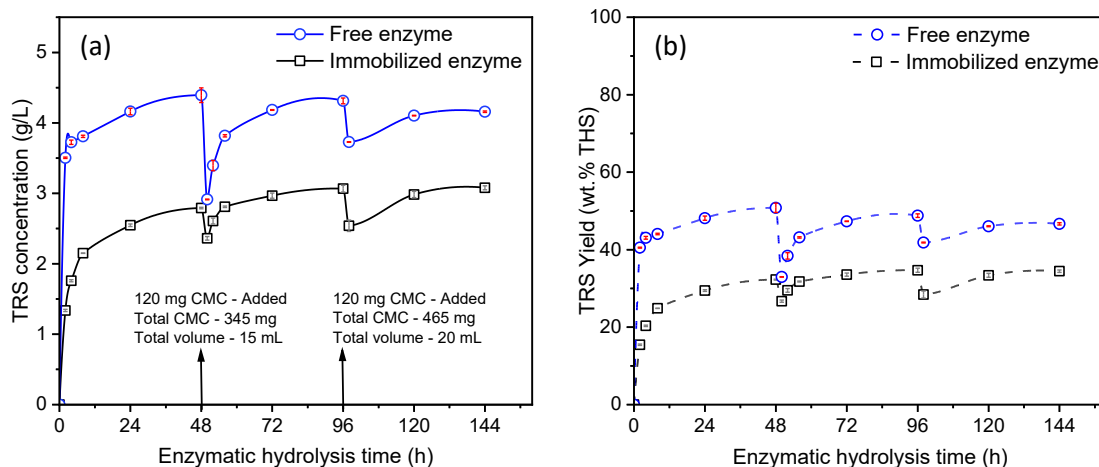 (a)
Free enzyme
Immobilized enzyme
TRS concentration (g/L)
5
4
3
2
1
0
120 mg CMC - Added
Total CMC - 345 mg
Total volume - 15 mL
120 mg CMC - Added
Total CMC - 465 mg
Total volume - 20 mL
0 24 48 72 96 120 144
Enzymatic hydrolysis time (h)
(b)
Free enzyme
Immobilized enzyme
TRS Yield (wt.% THS)
100
80
60
40
20
0
0 24 48 72 96 120 144
Enzymatic hydrolysis time (h)